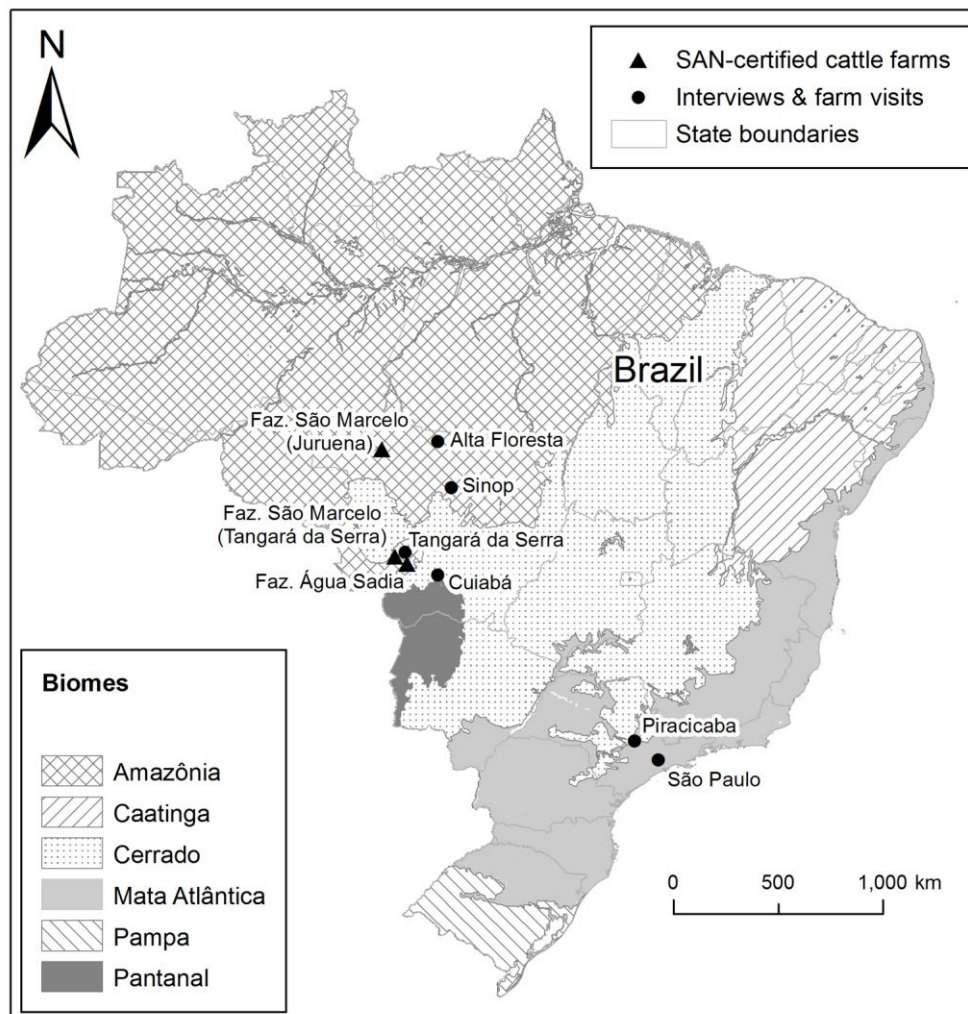 N
SAN-certified cattle farms
Interviews & farm visits
State boundaries
Brazil
Faz. São Marcelo
(Juruena)
Alta Floresta
Sinop
Faz. São Marcelo
(Tangará da Serra)
Tangará da Serra
Faz. Água Sadia
Cuiabá
Piracicaba
São Paulo
Biomes
Amazônia
Caatinga
Cerrado
Mata Atlântica
Pampa
Pantanal
0 500 1,000 km